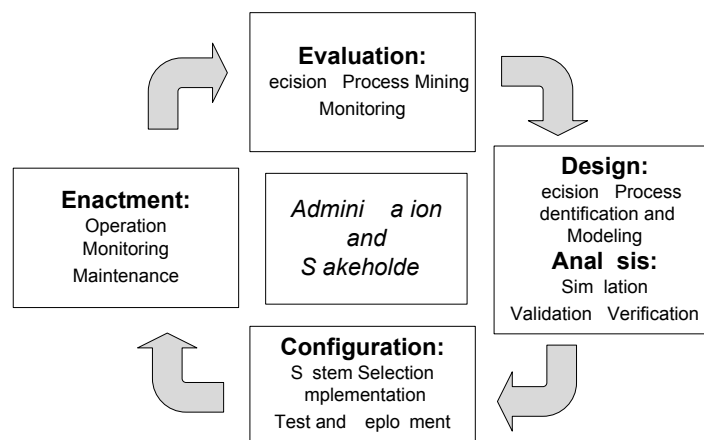 Evaluation:
ecision Process Mining
Monitoring
Design:
ecision Process
dentification and
Modeling
Anal sis:
Sim lation
Validation Verification
Enactment:
Operation
Monitoring
Maintenance
Admini a ion
and
S akeholde
Configuration:
S stem Selection
mplementation
Test and eplo ment